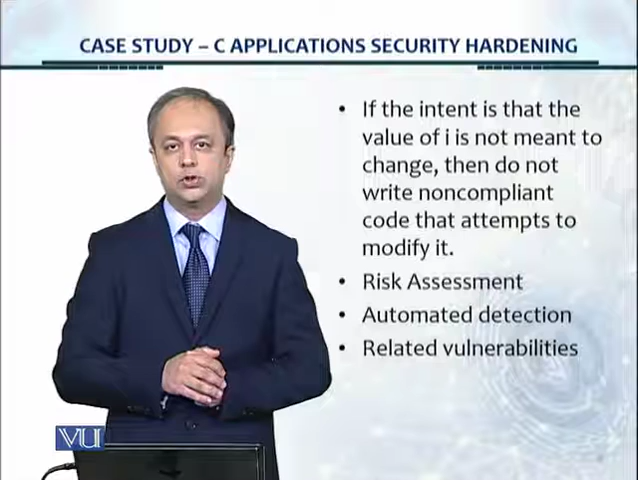 CASE STUDY – C APPLICATIONS SECURITY HARDENING
• If the intent is that the
value of i is not meant to
change, then do not
write noncompliant
code that attempts to
modify it.
• Risk Assessment
• Automated detection
• Related vulnerabilities
VU